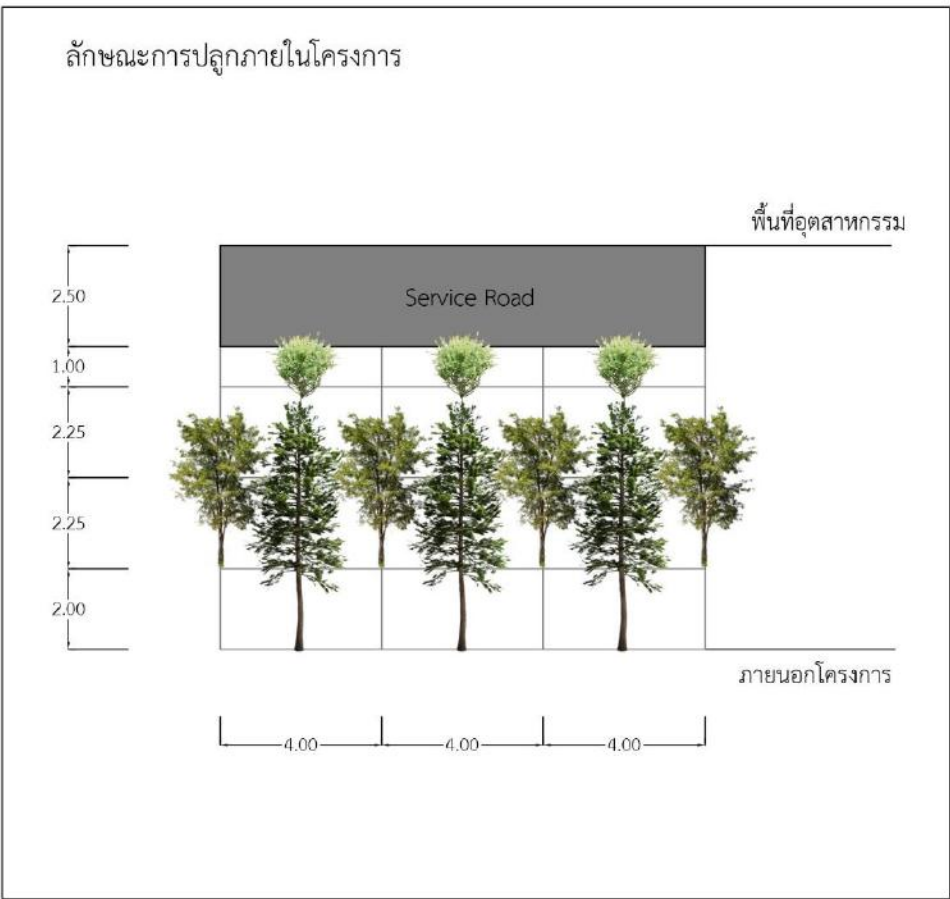 ลักษณะการปลูกภายในโครงการ
พื้นที่อุตสาหกรรม
2.50
Service Road
1.00
2.25
2.25
2.00
ภายนอกโครงการ
4.00 4.00 4.00